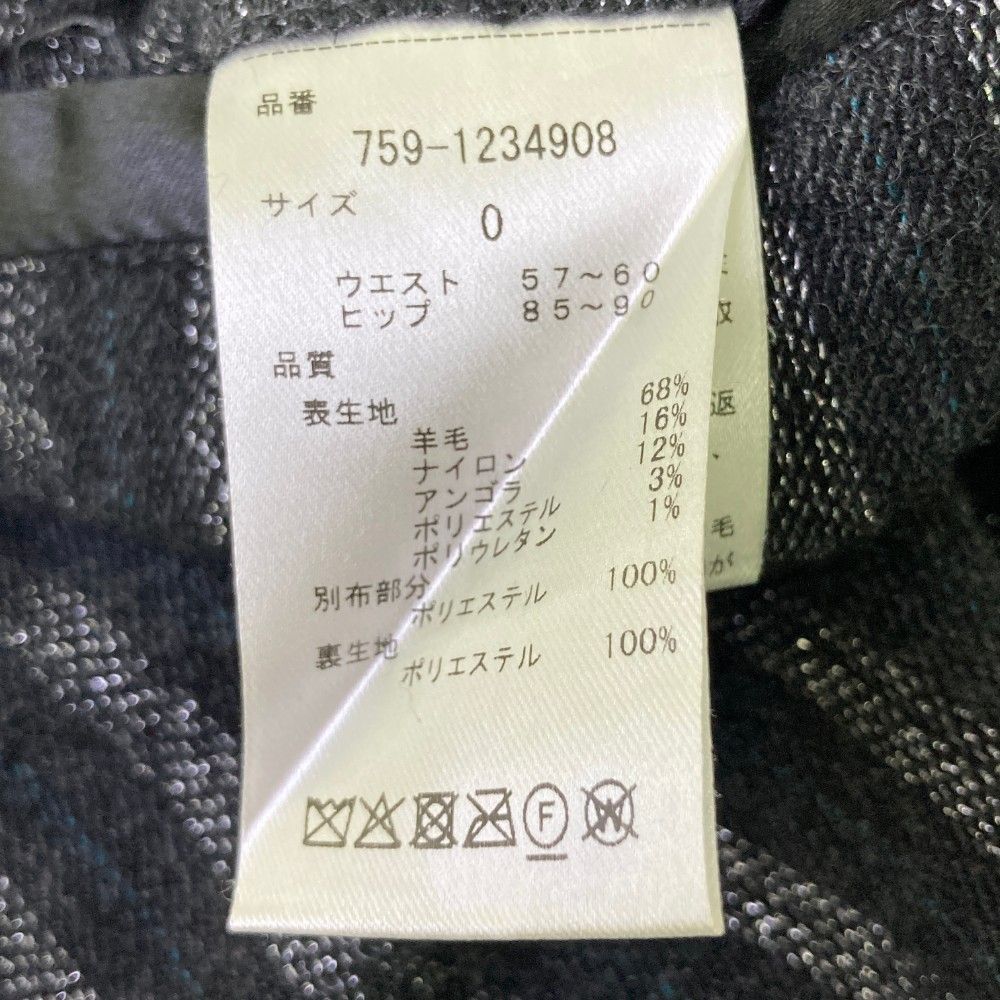 品番
759-1234908
サイズ
0
ウエスト 57～60
ヒップ 85～90
品質
表生地
羊毛 68%
ナイロン 16%
アンゴラ 12%
ポリエステル 3%
ポリウレタン 1%
別布部分
ポリエステル 100%
裏生地
ポリエステル 100%
F W
返
、
毛
が